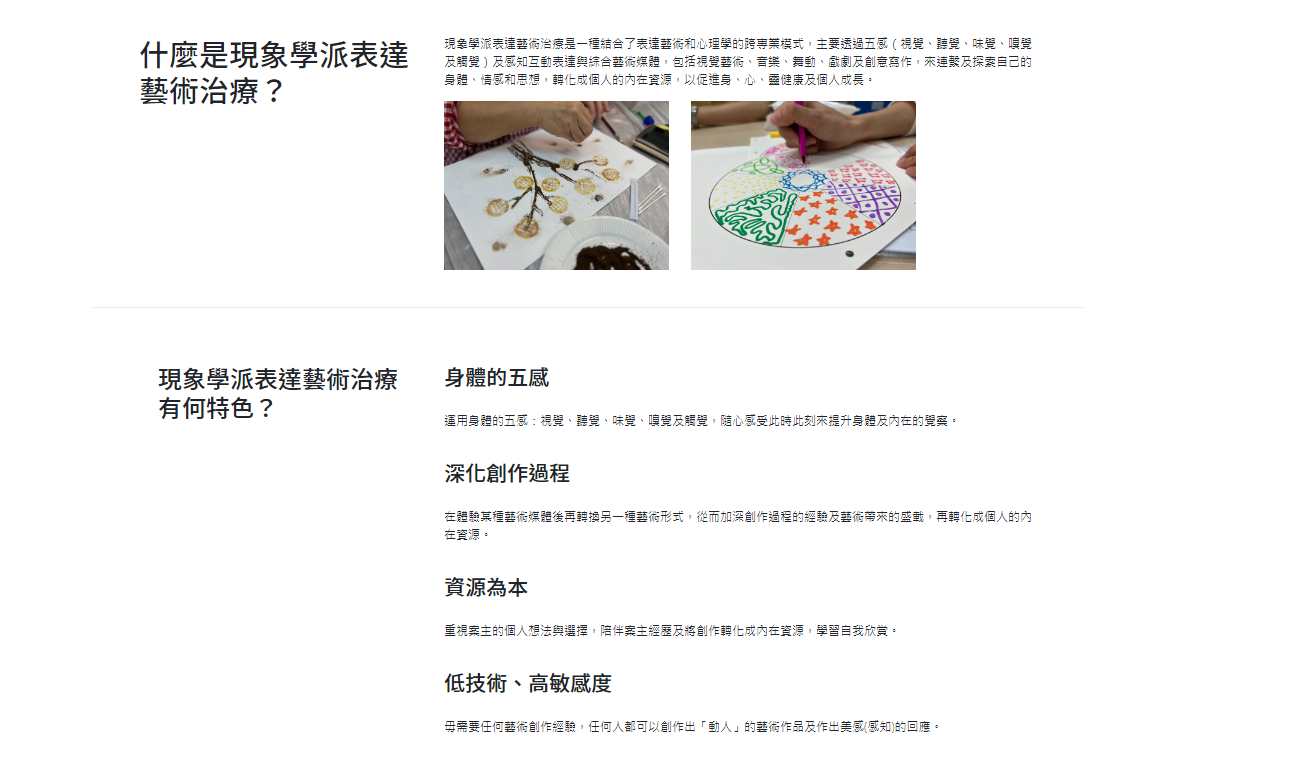 什麼是現象學派表達
藝術治療？
現象學派表達藝術治療是一種結合了表達藝術和心理學的跨專業模式，主要透過五感（視覺、聽覺、味覺、嗅覺
及觸覺）及感知互動表達與綜合藝術媒體，包括視覺藝術、音樂、舞動、戲劇及創意寫作，來連繫及探索自己的
身體、情感和思想，轉化成個人的內在資源，以促進身、心、靈健康及個人成長。
現象學派表達藝術治療
有何特色？
身體的五感
運用身體的五感：視覺、聽覺、味覺、嗅覺及觸覺，隨心感受此時此刻來提升身體及內在的覺察。
深化創作過程
在體驗某種藝術媒體後再轉換另一種藝術形式，從而加深創作過程的經驗及藝術帶來的盛載，再轉化成個人的內
在資源。
資源為本
重視案主的個人想法與選擇，陪伴案主經歷及將創作轉化成內在資源，學習自我欣賞。
低技術、高敏感度
毋需要任何藝術創作經驗，任何人都可以創作出「動人」的藝術作品及作出美感(感知)的回應。